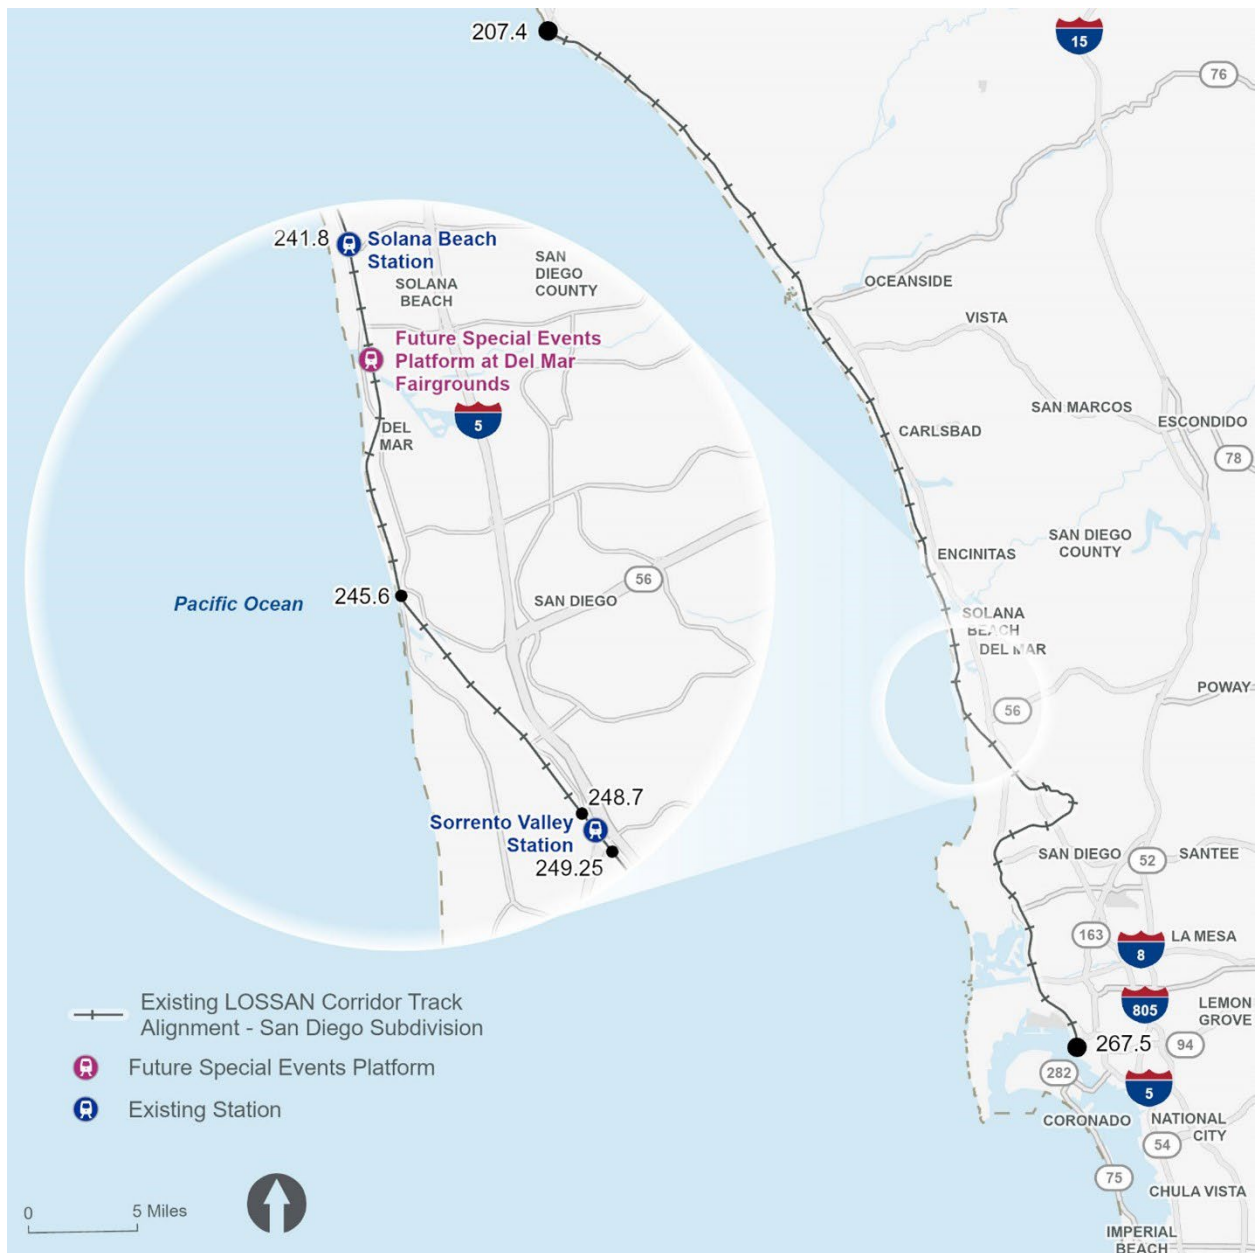 207.4
15
76
241.8
Solana Beach
Station
SAN
DIEGO
COUNTY
SOLANA
BEACH
Future Special Events
Platform at Del Mar
Fairgrounds
5
DEL
MAR
56
SAN DIEGO
Pacific Ocean
245.6
248.7
Sorrento Valley
Station
249.25
OCEANSIDE
VISTA
SAN MARCOS
ESCONDIDO
CARLSBAD
78
SAN DIEGO
COUNTY
ENCINITAS
SOLANA
BEACH
DEL MAR
POWAY
56
SAN DIEGO
52
SANTEE
163
8
LA MESA
805
LEMON
GROVE
267.5
94
282
5
CORONADO
NATIONAL
CITY
54
75
CHULA VISTA
IMPERIAL
BEACH
Existing LOSSAN Corridor Track
Alignment - San Diego Subdivision
Future Special Events Platform
Existing Station
0
5 Miles